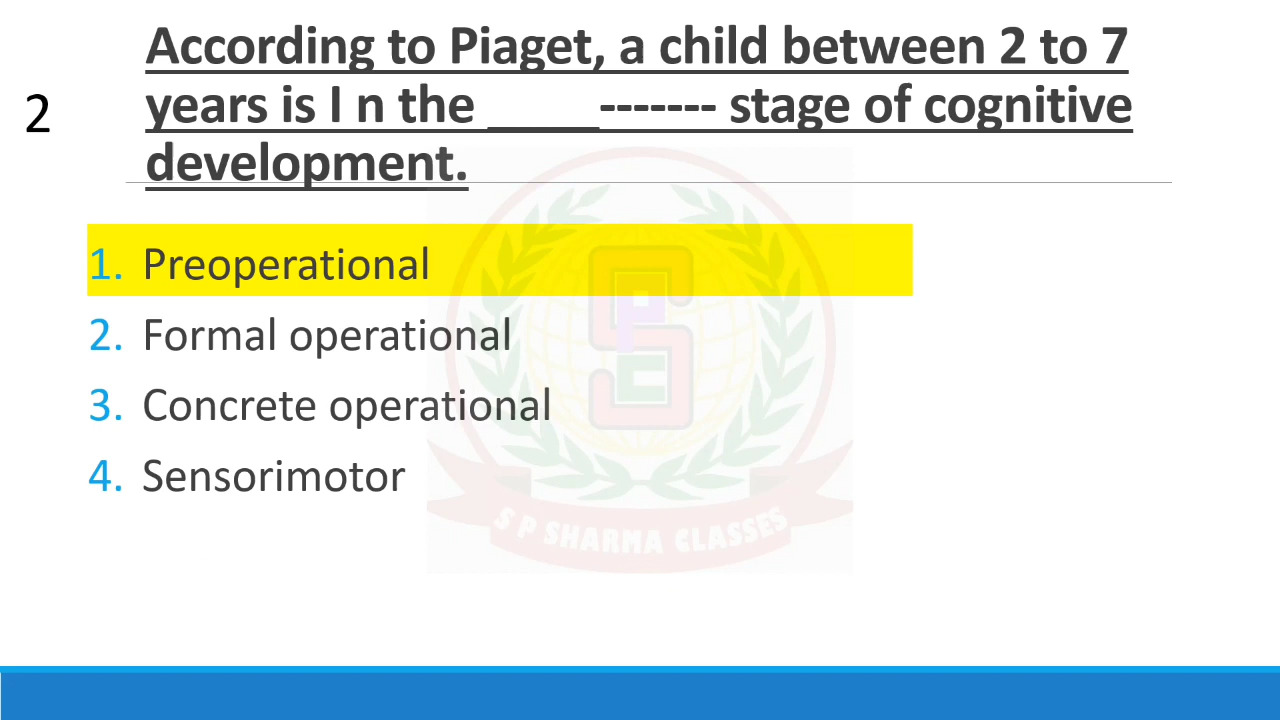 According to Piaget, a child between 2 to 7
2
years is I n the ____------- stage of cognitive
development.
1. Preoperational
2. Formal operational
3. Concrete operational
4. Sensorimotor
S P SHARMA CLASSES